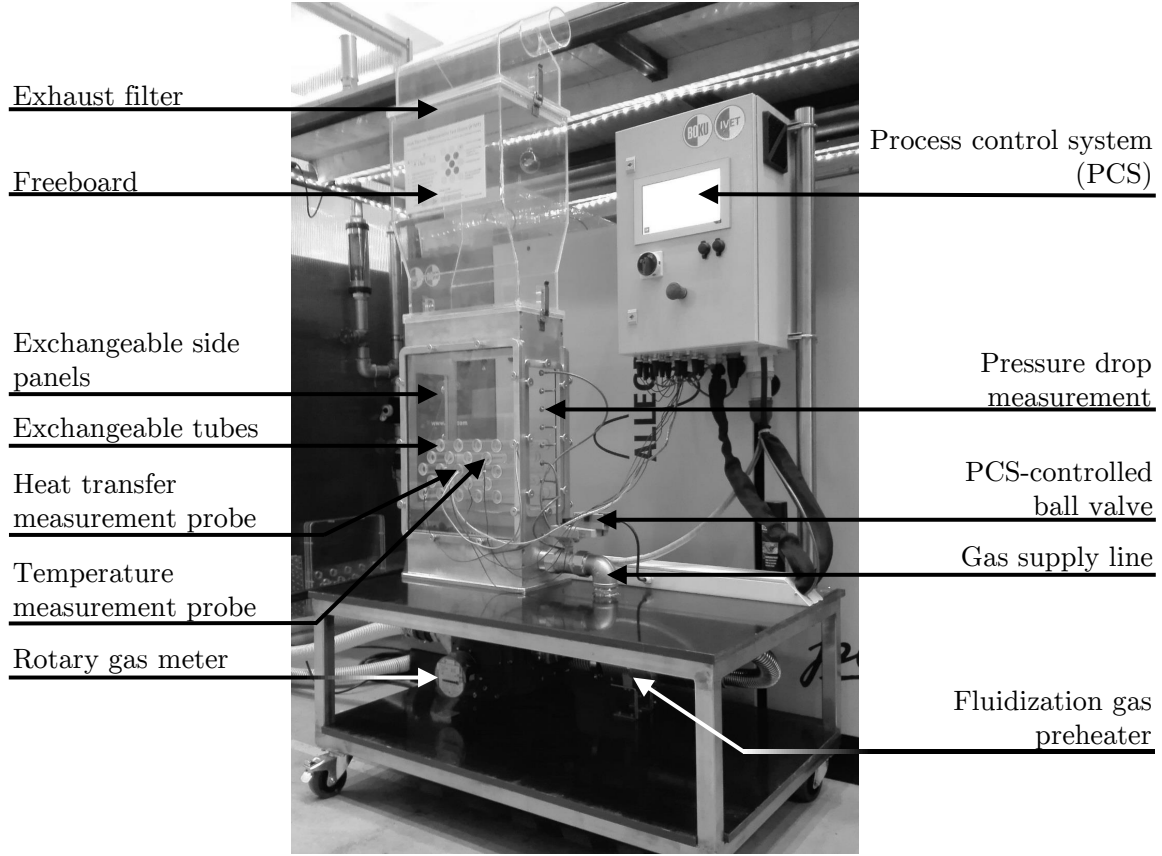 Exhaust filter
Freeboard
Exchangeable side
panels
Exchangeable tubes
Heat transfer
measurement probe
Temperature
measurement probe
Rotary gas meter
BOKU
IVET
ALLEG
Process control system
(PCS)
Pressure drop
measurement
PCS-controlled
ball valve
Gas supply line
Fluidization gas
preheater